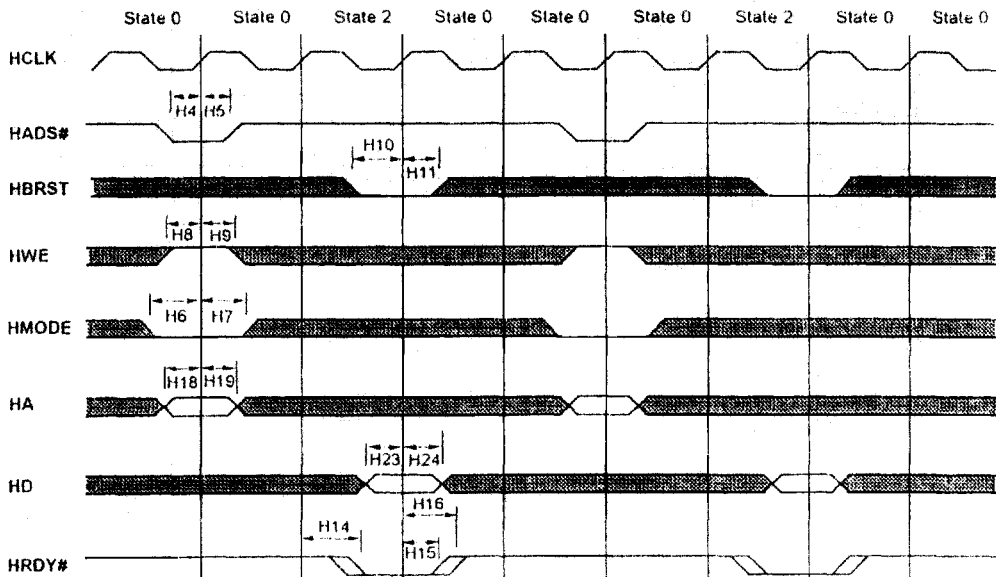 State 0 State 0 State 2 State 0 State 0 State 0 State 2 State 0 State 0
HCLK
H4 H5
HADS#
H10
H11
HBRST
H8 H9
HWE
H6 H7
HMODE
H18 H19
HA
H23 H24
HD
H16
H14
H15
HRDY#